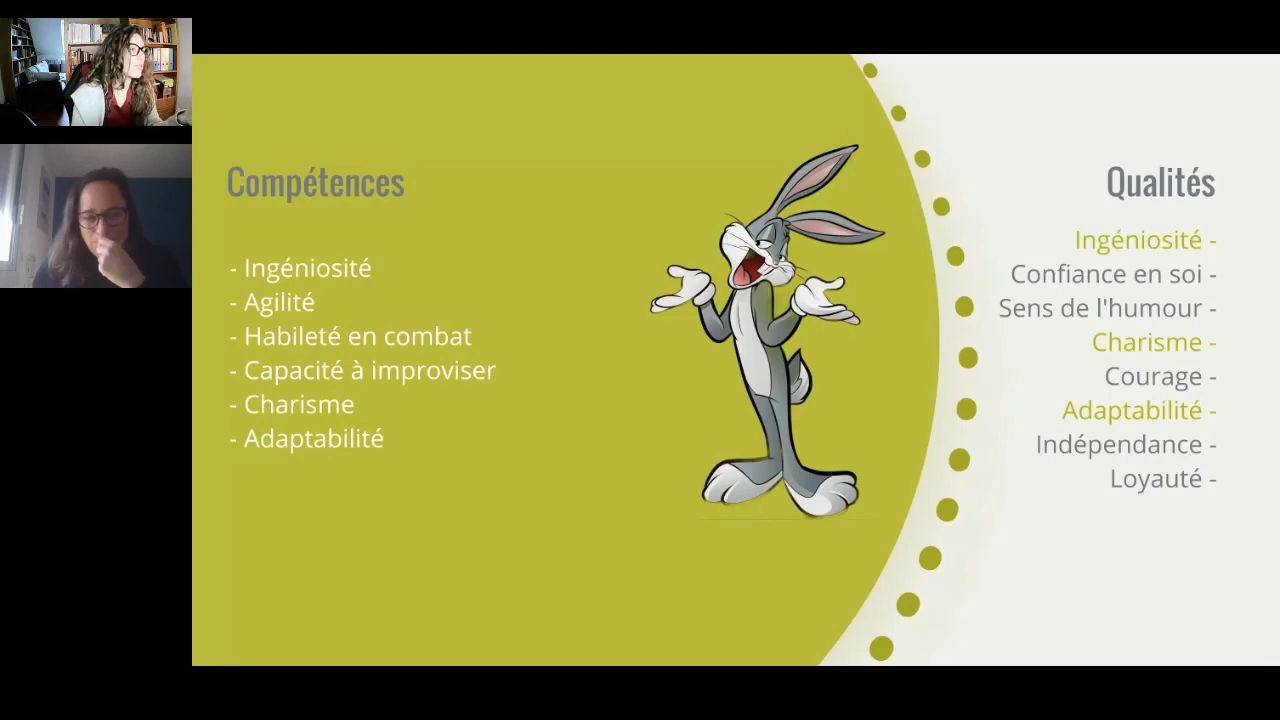 Compétences
- Ingéniosité
- Agilité
- Habileté en combat
- Capacité à improviser
- Charisme
- Adaptabilité
Qualités
Ingéniosité -
Confiance en soi -
Sens de l'humour -
Charisme -
Courage -
Adaptabilité -
Indépendance -
Loyauté -